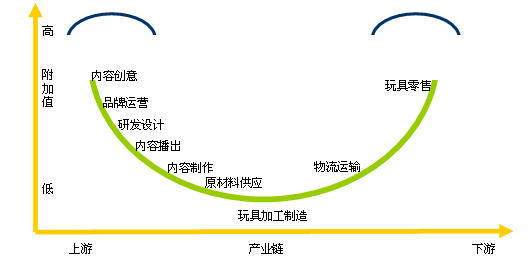 高
附加值
低
内容创意
品牌运营
研发设计
内容播出
内容制作
原材料供应
玩具加工制造
物流运输
玩具零售
上游
产业链
下游